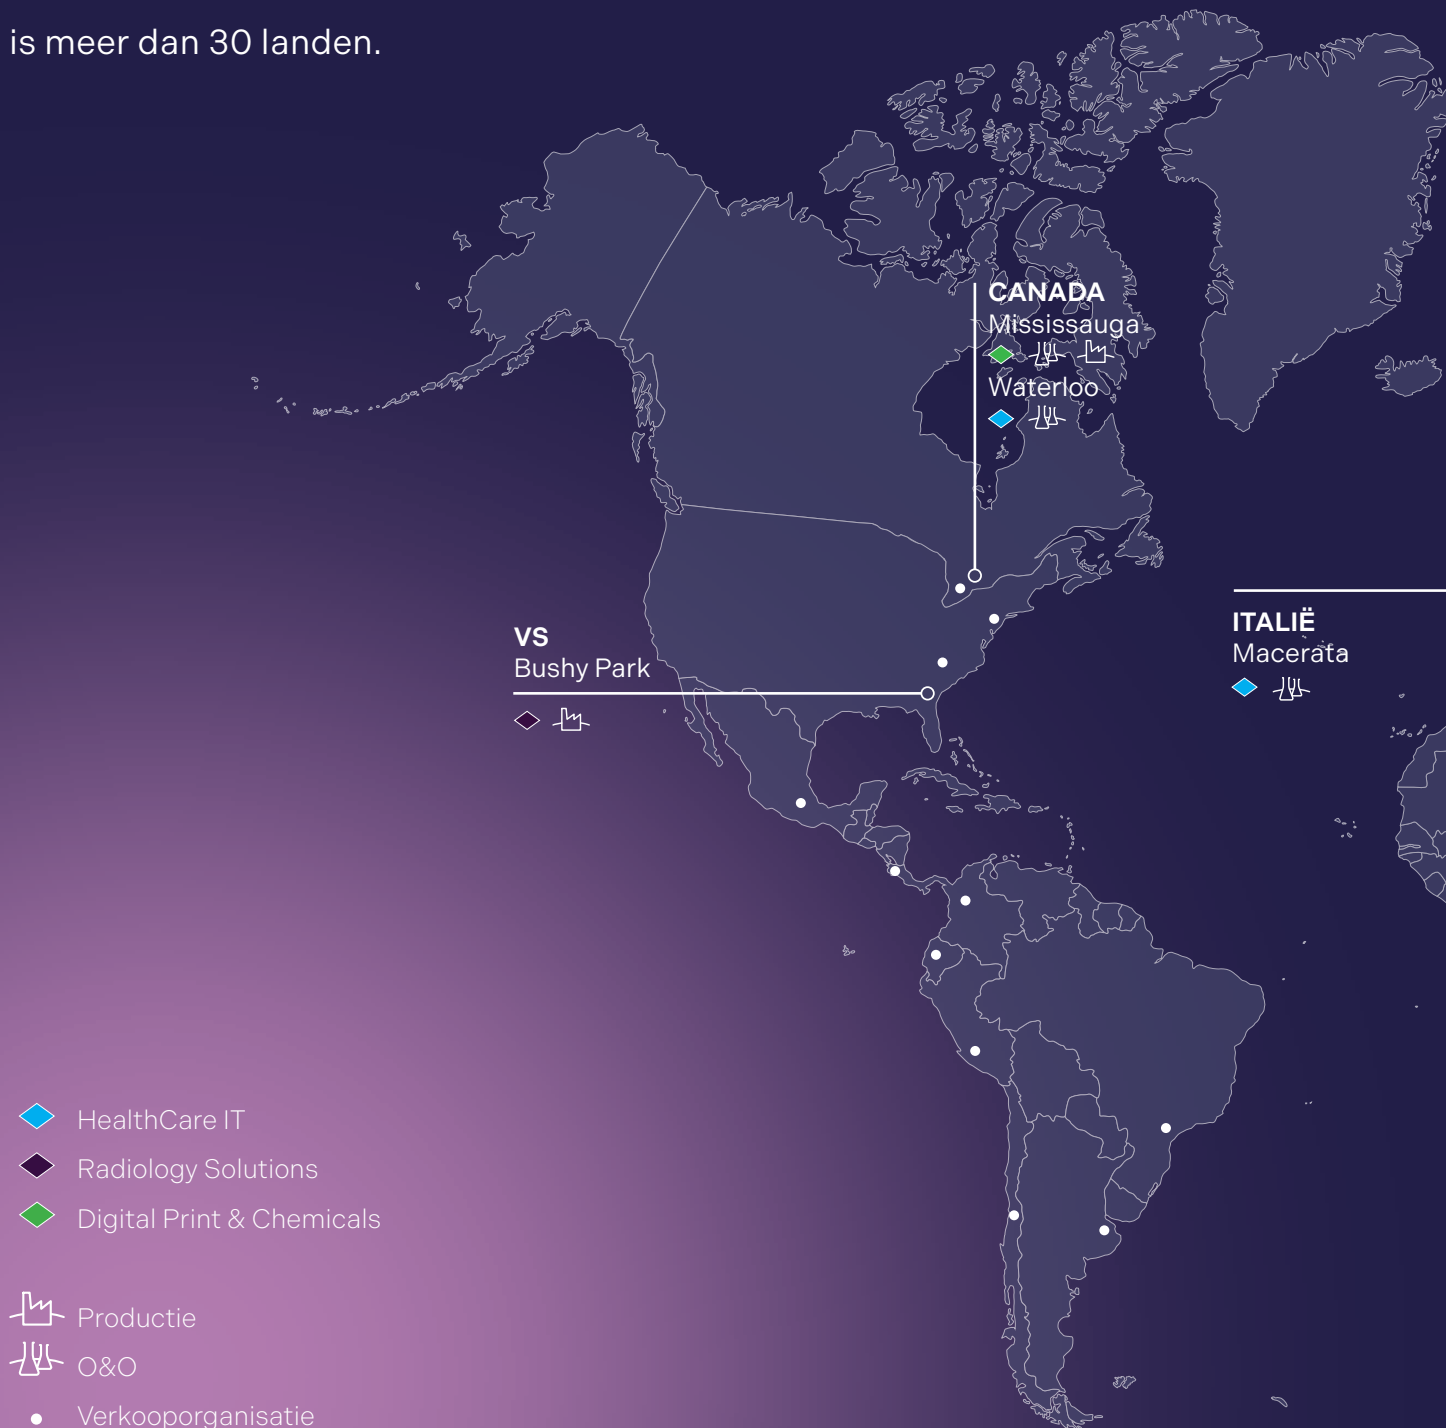 is meer dan 30 landen.
CANADA
Mississauga
Waterloo
VS
Bushy Park
ITALIË
Macerata
HealthCare IT
Radiology Solutions
Digital Print & Chemicals
Productie
O&O
Verkooporganisatie